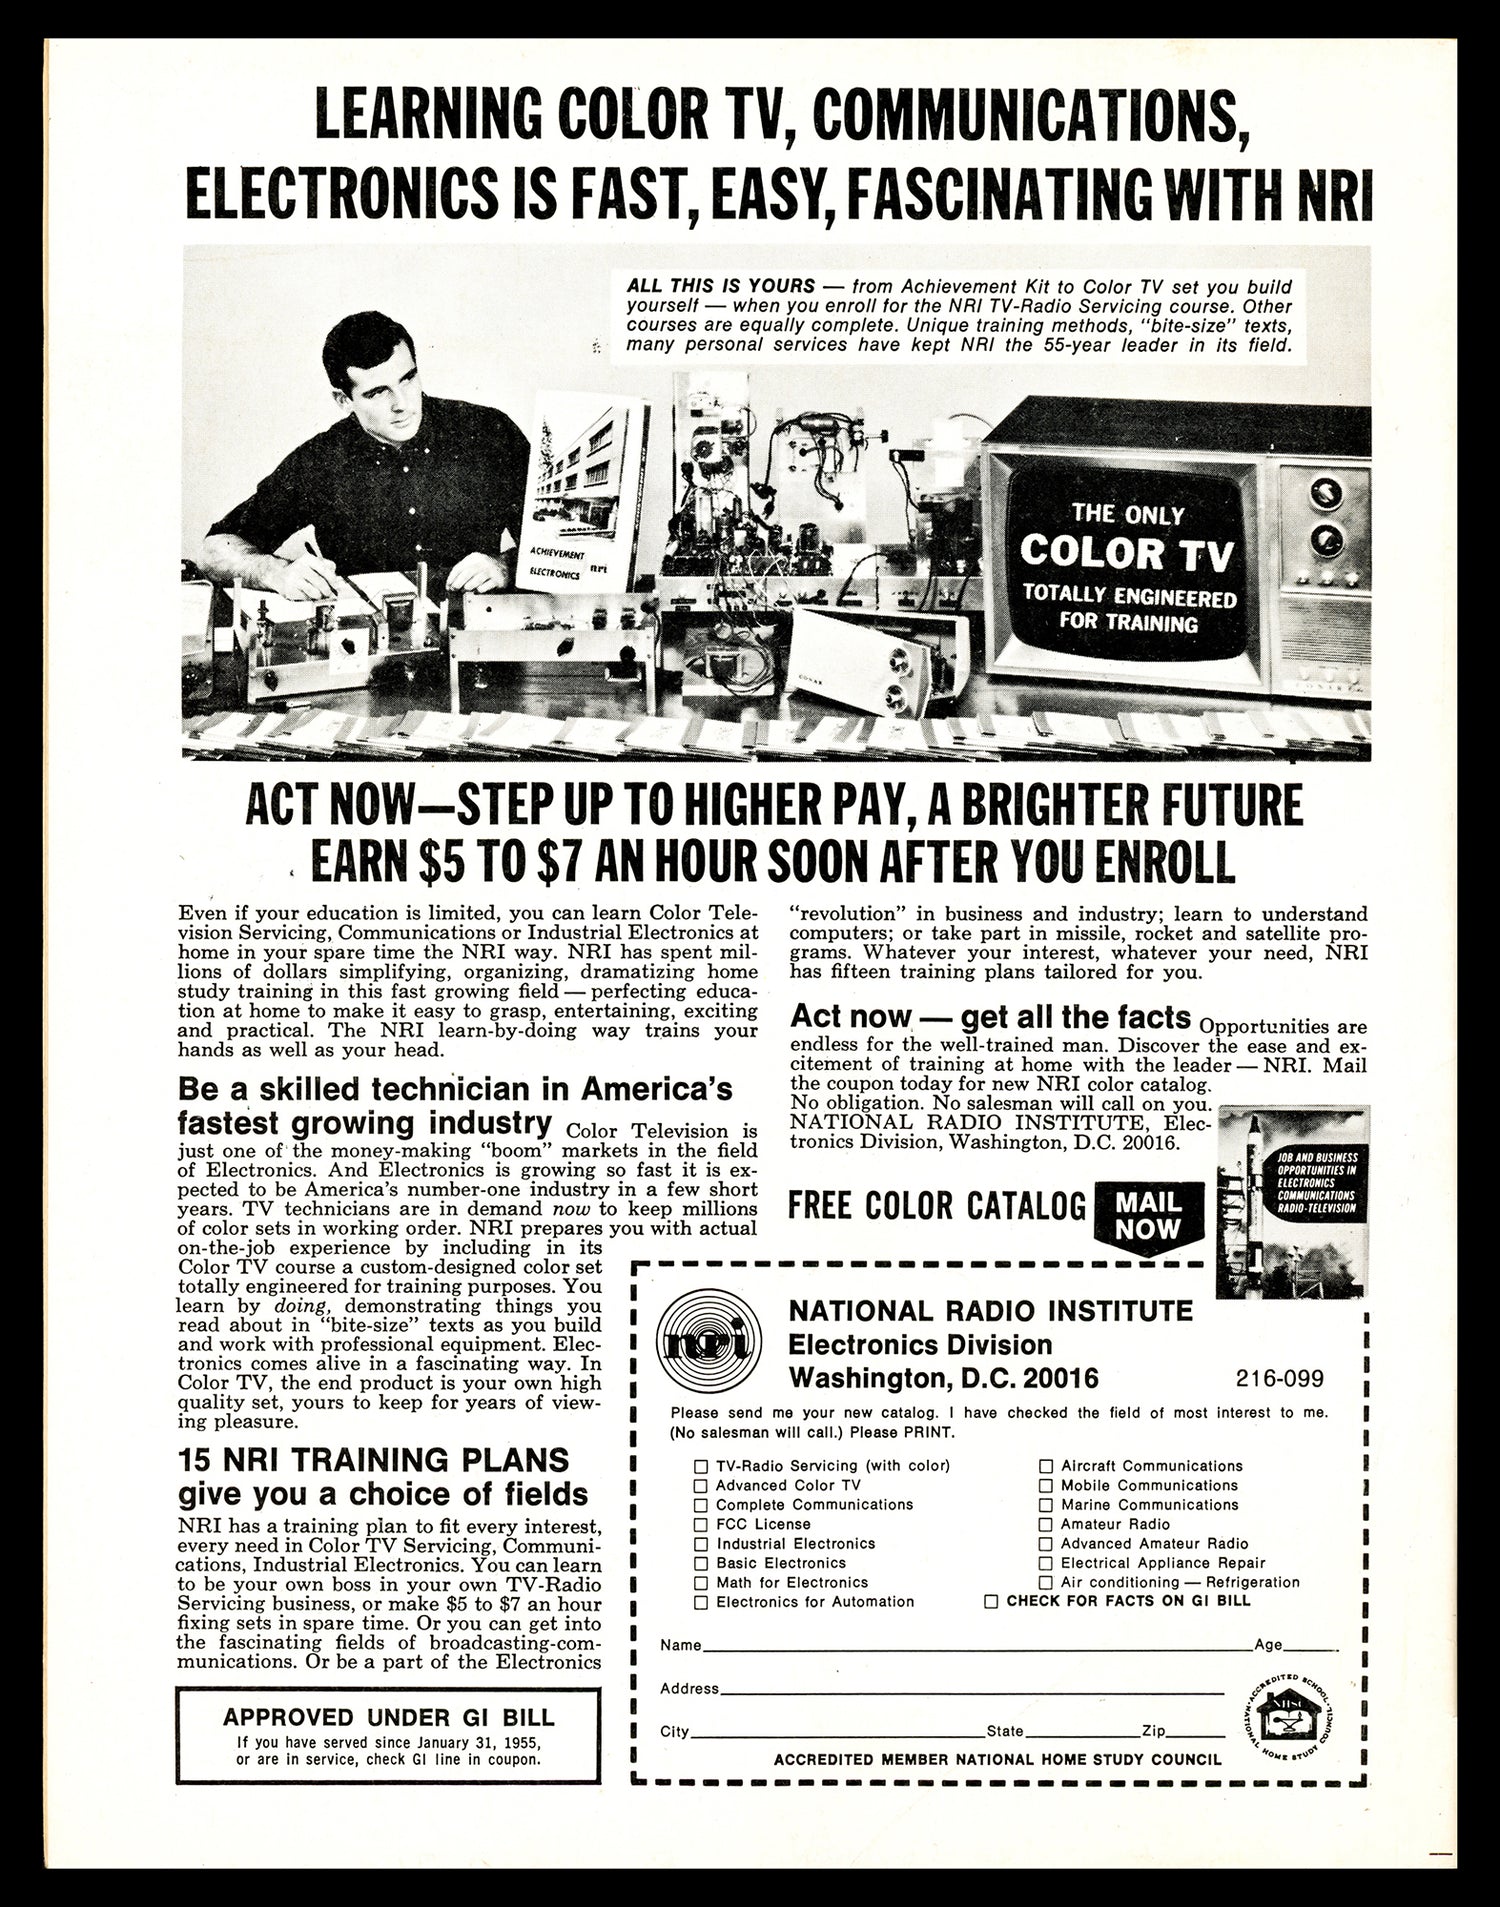 LEARNING COLOR TV, COMMUNICATIONS,
ELECTRONICS IS FAST, EASY, FASCINATING WITH NRI
ALL THIS IS YOURS — from Achievement Kit to Color TV set you build
yourself — when you enroll for the NRI TV-Radio Servicing course. Other
courses are equally complete. Unique training methods, "bite-size" texts,
many personal services have kept NRI the 55-year leader in its field.
ACHIEVEMENT
ELECTRONICS nri
CONAR
THE ONLY
COLOR TV
TOTALLY ENGINEERED
FOR TRAINING
ACT NOW—STEP UP TO HIGHER PAY, A BRIGHTER FUTURE
EARN $5 TO $7 AN HOUR SOON AFTER YOU ENROLL
Even if your education is limited, you can learn Color Tele-
vision Servicing, Communications or Industrial Electronics at
home in your spare time the NRI way. NRI has spent mil-
lions of dollars simplifying, organizing, dramatizing home
study training in this fast growing field — perfecting educa-
tion at home to make it easy to grasp, entertaining, exciting
and practical. The NRI learn-by-doing way trains your
hands as well as your head.
Be a skilled technician in America's
fastest growing industry Color Television is
just one of the money-making "boom" markets in the field
of Electronics. And Electronics is growing so fast it is ex-
pected to be America's number-one industry in a few short
years. TV technicians are in demand now to keep millions
of color sets in working order. NRI prepares you with actual
on-the-job experience by including in its
Color TV course a custom-designed color set
totally engineered for training purposes. You
learn by doing, demonstrating things you
read about in "bite-size" texts as you build
and work with professional equipment. Elec-
tronics comes alive in a fascinating way. In
Color TV, the end product is your own high
quality set, yours to keep for years of view-
ing pleasure.
15 NRI TRAINING PLANS
give you a choice of fields
NRI has a training plan to fit every interest,
every need in Color TV Servicing, Communi-
cations, Industrial Electronics. You can learn
to be your own boss in your own TV-Radio
Servicing business, or make $5 to $7 an hour
fixing sets in spare time. Or you can get into
the fascinating fields of broadcasting-com-
munications. Or be a part of the Electronics
APPROVED UNDER GI BILL
If you have served since January 31, 1955,
or are in service, check GI line in coupon.
"revolution" in business and industry; learn to understand
computers; or take part in missile, rocket and satellite pro-
grams. Whatever your interest, whatever your need, NRI
has fifteen training plans tailored for you.
Act now — get all the facts Opportunities are
endless for the well-trained man. Discover the ease and ex-
citement of training at home with the leader — NRI. Mail
the coupon today for new NRI color catalog.
No obligation. No salesman will call on you.
NATIONAL RADIO INSTITUTE, Elec-
tronics Division, Washington, D.C. 20016.
FREE COLOR CATALOG
MAIL
NOW
JOB AND BUSINESS
OPPORTUNITIES IN
ELECTRONICS
COMMUNICATIONS
RADIO-TELEVISION
nri
NATIONAL RADIO INSTITUTE
Electronics Division
Washington, D.C. 20016 216-099
Please send me your new catalog. I have checked the field of most interest to me.
(No salesman will call.) Please PRINT.
☐ TV-Radio Servicing (with color)
☐ Advanced Color TV
☐ Complete Communications
☐ FCC License
☐ Industrial Electronics
☐ Basic Electronics
☐ Math for Electronics
☐ Electronics for Automation
☐ Aircraft Communications
☐ Mobile Communications
☐ Marine Communications
☐ Amateur Radio
☐ Advanced Amateur Radio
☐ Electrical Appliance Repair
☐ Air conditioning — Refrigeration
☐ CHECK FOR FACTS ON GI BILL
Name Age
Address
City State Zip
ACCREDITED MEMBER NATIONAL HOME STUDY COUNCIL
ACCREDITED SCHOOL
NHSC
NATIONAL HOME STUDY COUNCIL